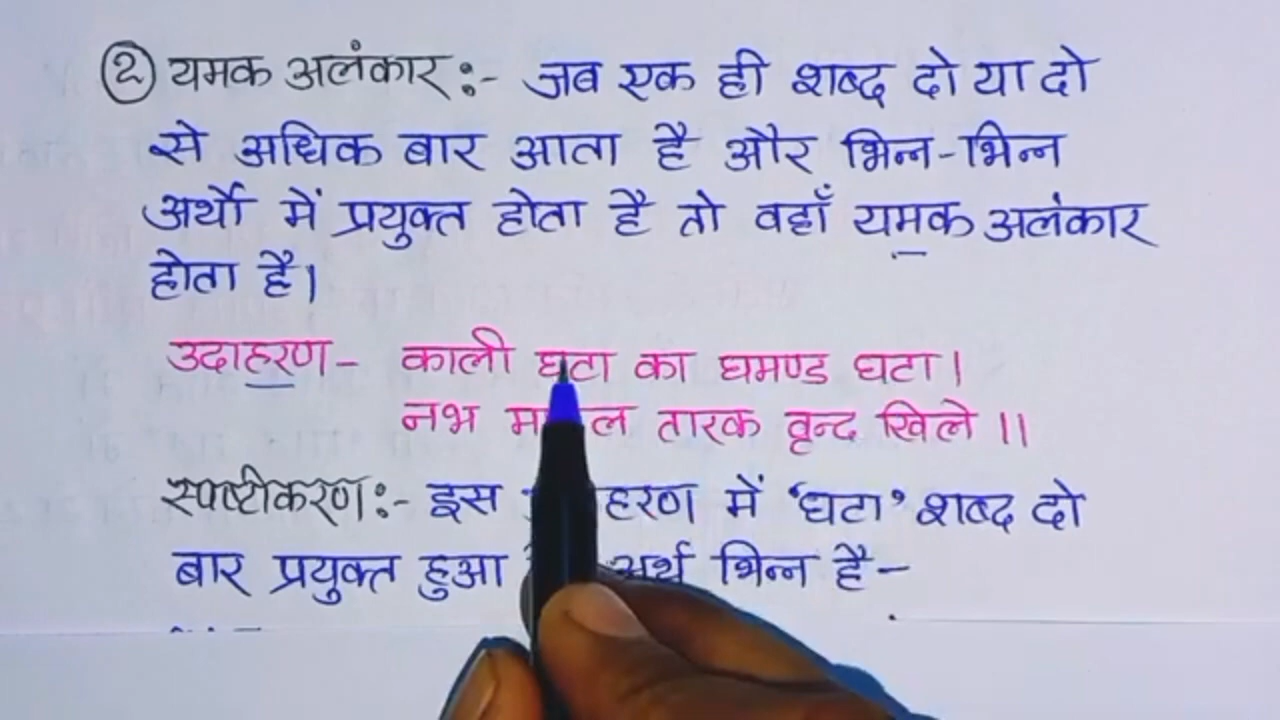 ② यमक अलंकार :- जब एक ही शब्द दो या दो
से अधिक बार आता है और भिन्न-भिन्न
अर्थो में प्रयुक्त होता है तो वहाँ यमक अलंकार
होता है।
उदाहरण- काली घटा का घमण्ड घटा।
नभ तारक वृन्द खिले ।।
स्पष्टीकरण :- इस में 'घटा' शब्द दो
बार प्रयुक्त हुआ अर्थ भिन्न है-